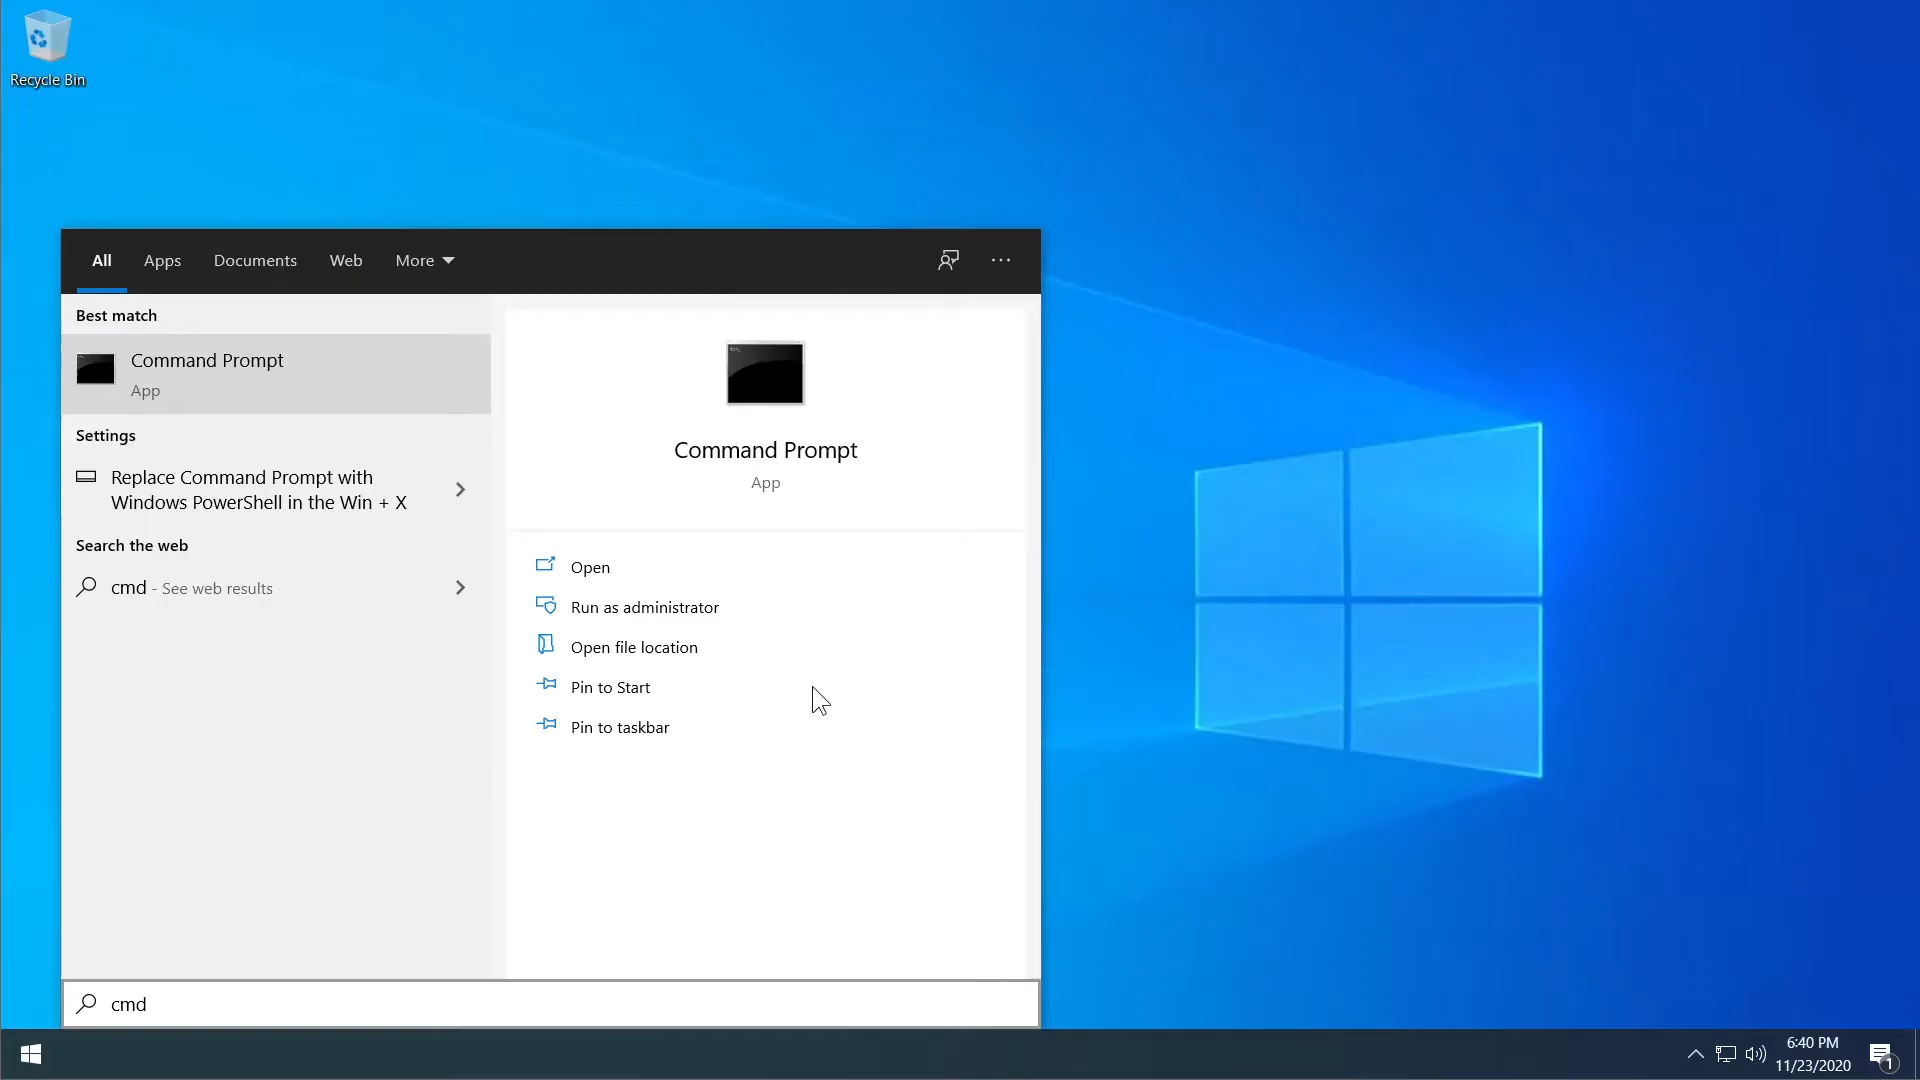 Recycle Bin
All
Apps
Documents
Web
More
Best match
Command Prompt
App
Settings
Replace Command Prompt with
Windows PowerShell in the Win + X
Search the web
cmd - See web results
Command Prompt
App
Open
Run as administrator
Open file location
Pin to Start
Pin to taskbar
cmd
6:40 PM
11/23/2020
1